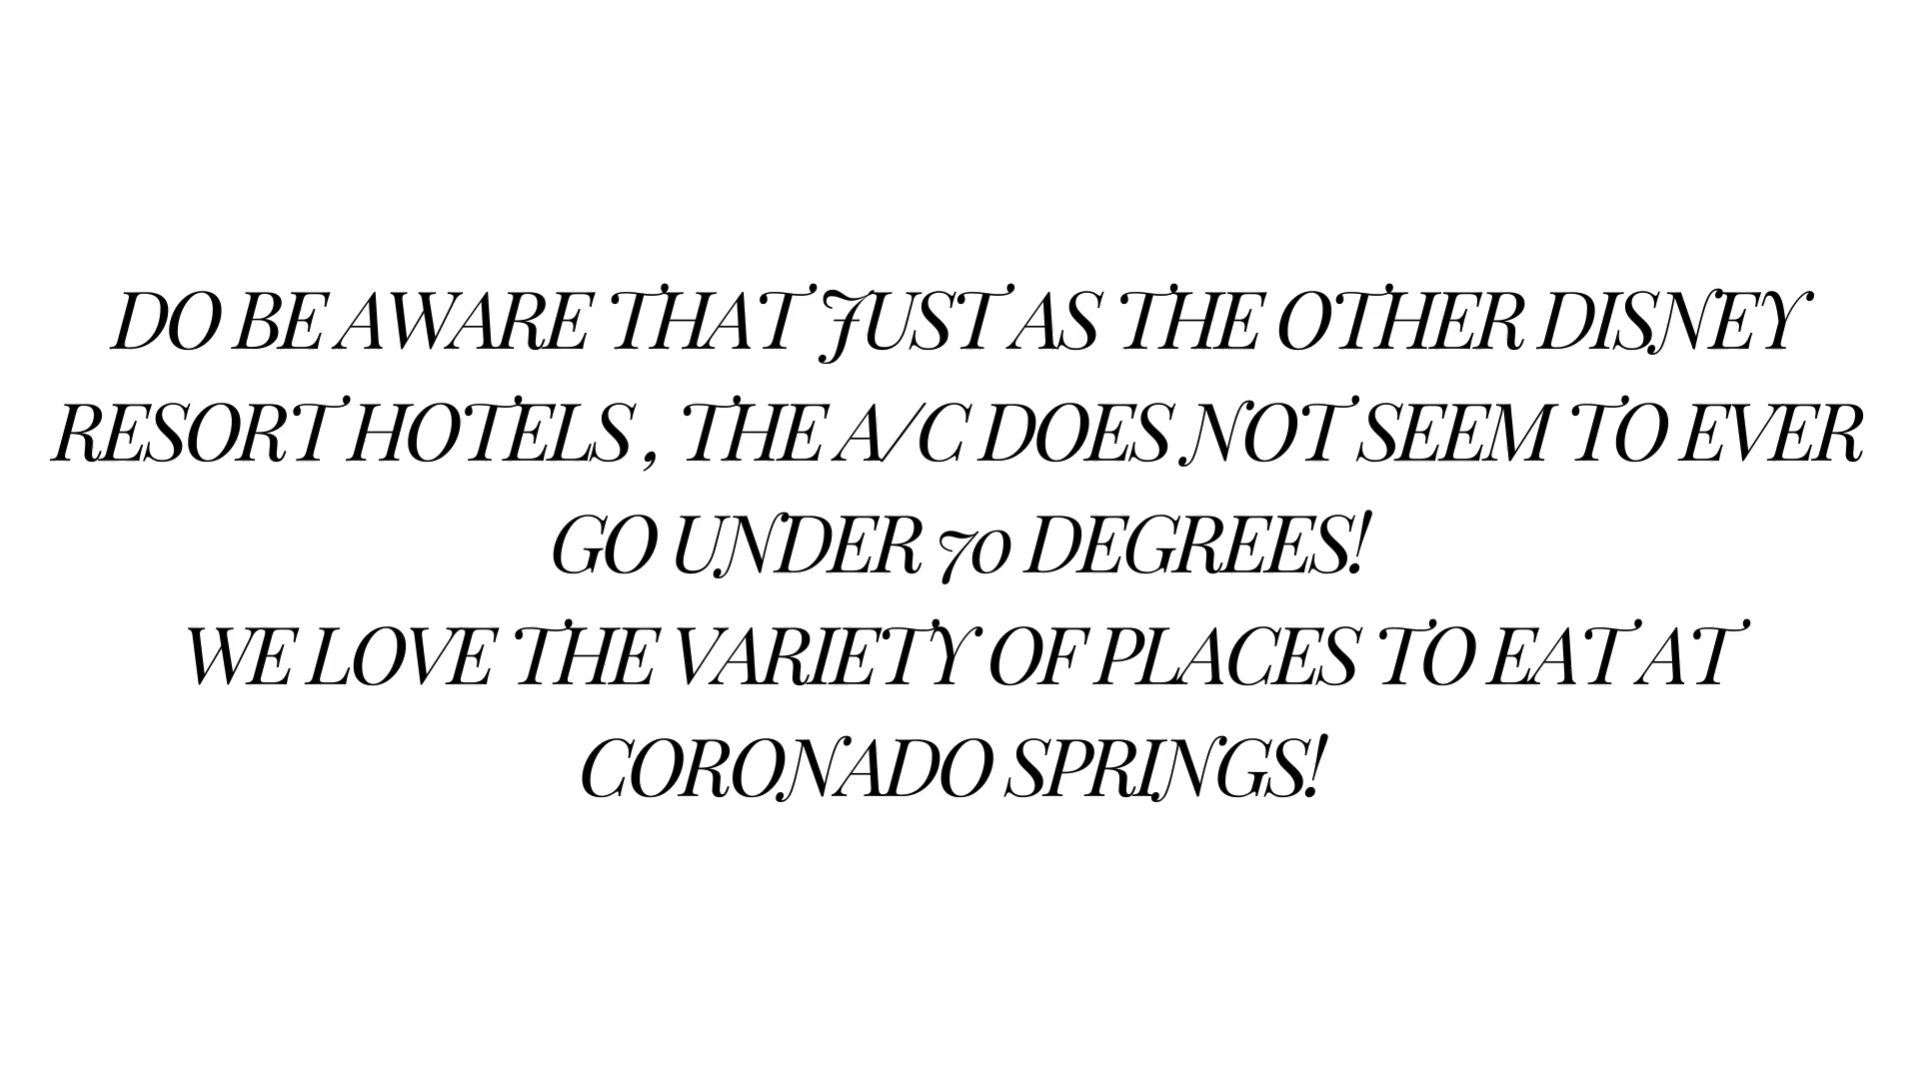 DO BE AWARE THAT JUST AS THE OTHER DISNEY
RESORT HOTELS , THE A/C DOES NOT SEEM TO EVER
GO UNDER 70 DEGREES!
WE LOVE THE VARIETY OF PLACES TO EAT AT
CORONADO SPRINGS!